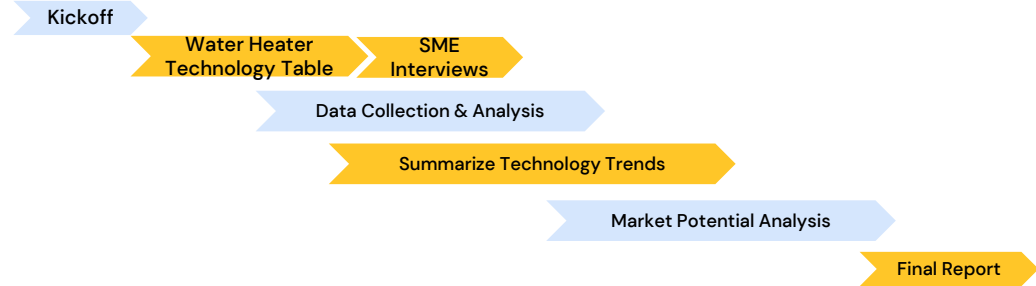 Kickoff
Water Heater
Technology Table
SME
Interviews
Data Collection & Analysis
Summarize Technology Trends
Market Potential Analysis
Final Report